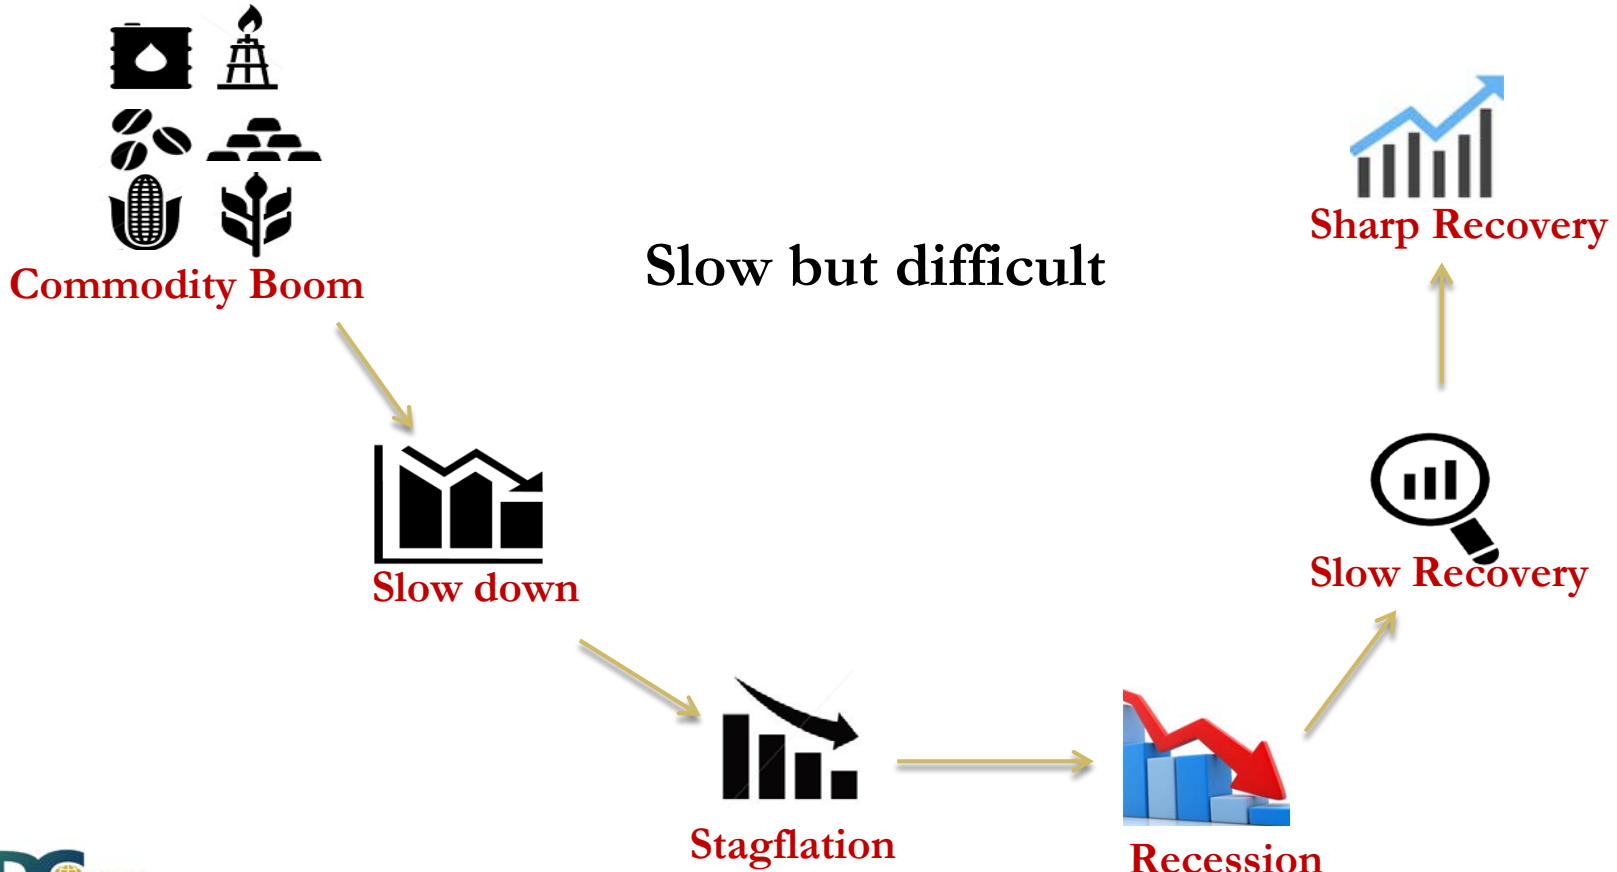 Commodity Boom
Slow but difficult
Sharp Recovery
Slow down
Slow Recovery
Stagflation
Recession